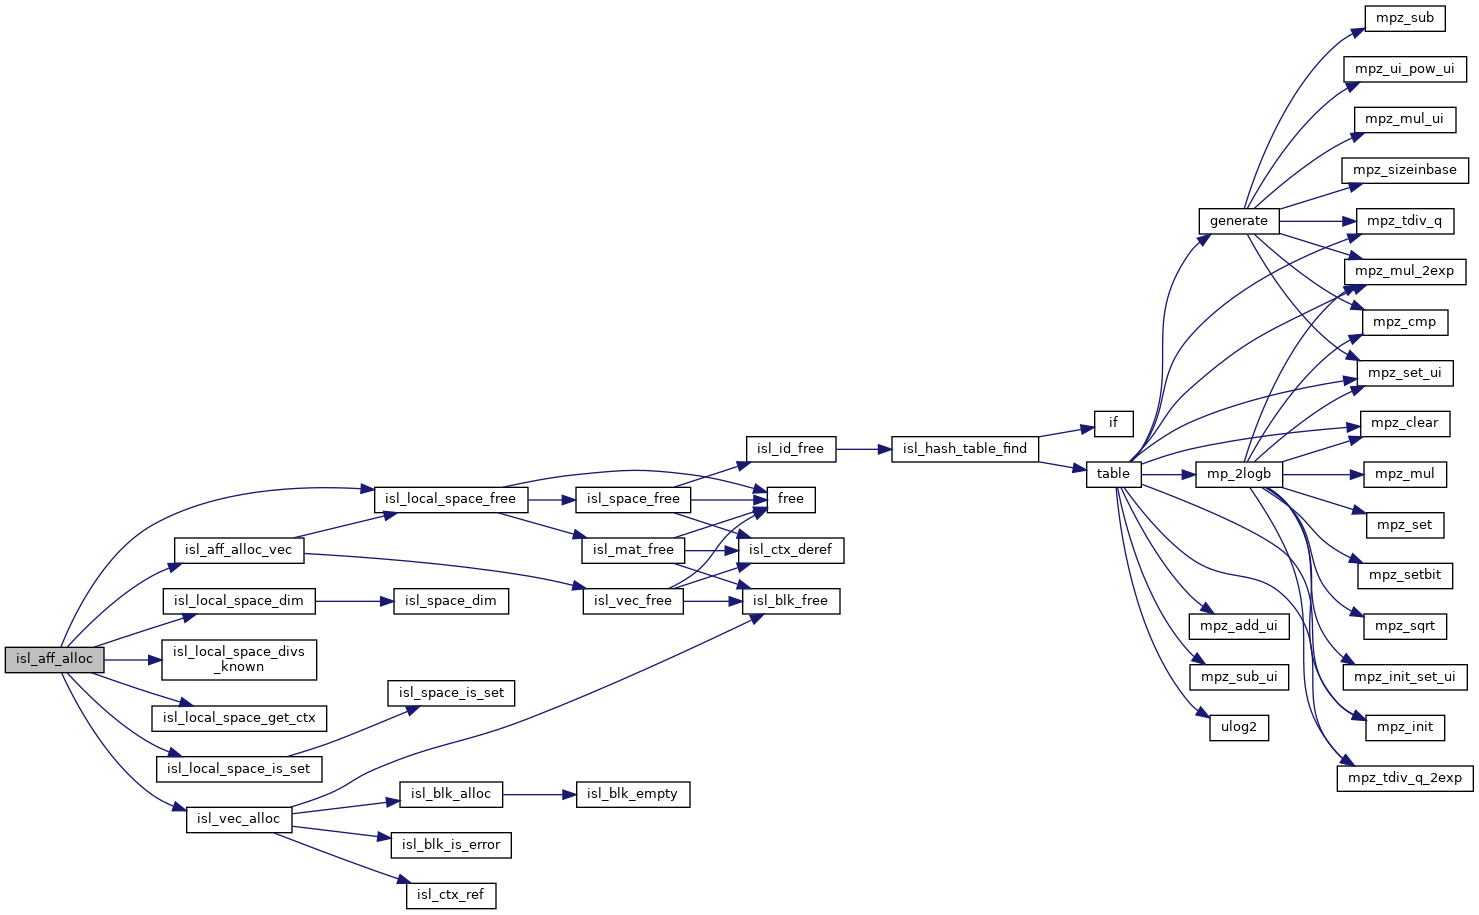 mpz_sub
mpz_ui_pow_ui
mpz_mul_ui
mpz_sizeinbase
generate
mpz_tdiv_q
mpz_mul_2exp
mpz_cmp
mpz_set_ui
if
mpz_clear
isl_id_free
isl_hash_table_find
table
mp_2logb
mpz_mul
isl_local_space_free
isl_space_free
free
mpz_set
isl_aff_alloc_vec
isl_mat_free
isl_ctx_deref
mpz_setbit
isl_local_space_dim
isl_space_dim
isl_vec_free
isl_blk_free
mpz_add_ui
mpz_sqrt
isl_aff_alloc
isl_local_space_divs
_known
mpz_sub_ui
mpz_init_set_ui
isl_space_is_set
isl_local_space_get_ctx
ulog2
mpz_init
isl_local_space_is_set
mpz_tdiv_q_2exp
isl_vec_alloc
isl_blk_alloc
isl_blk_empty
isl_blk_is_error
isl_ctx_ref